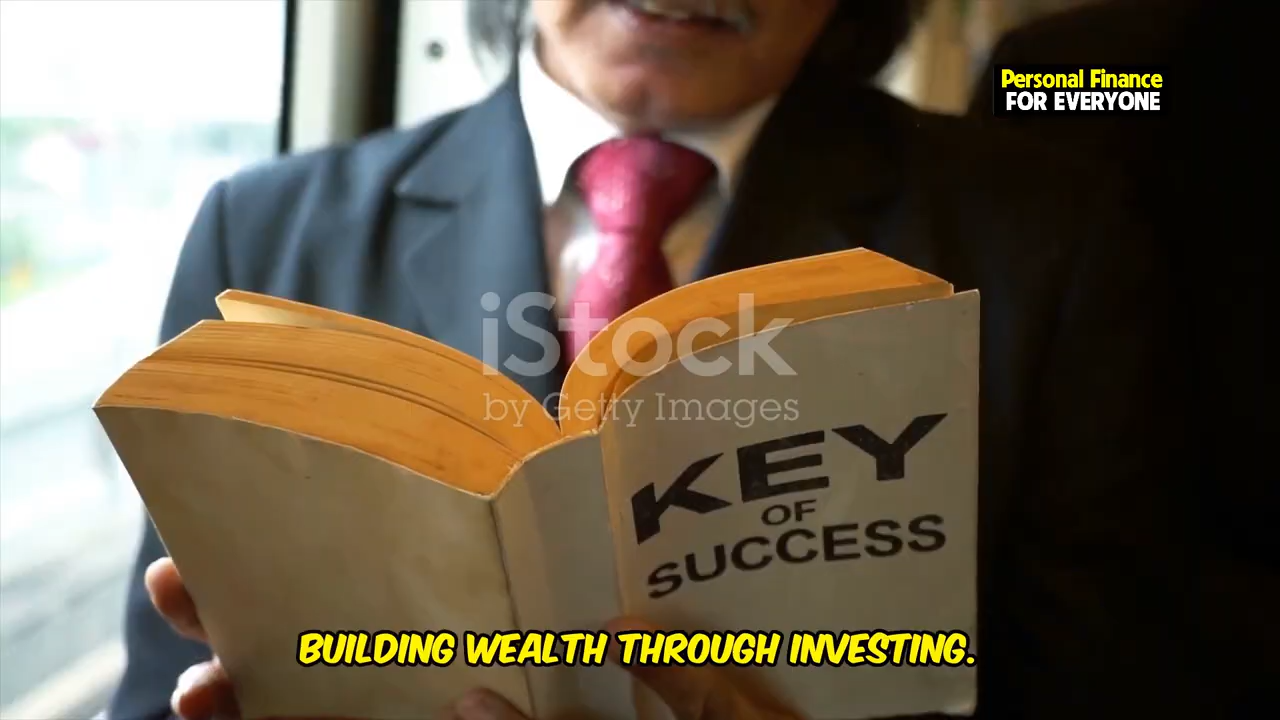 Personal Finance
FOR EVERYONE
iStock
by Getty Images
KEY
OF
SUCCESS
BUILDING WEALTH THROUGH INVESTING.